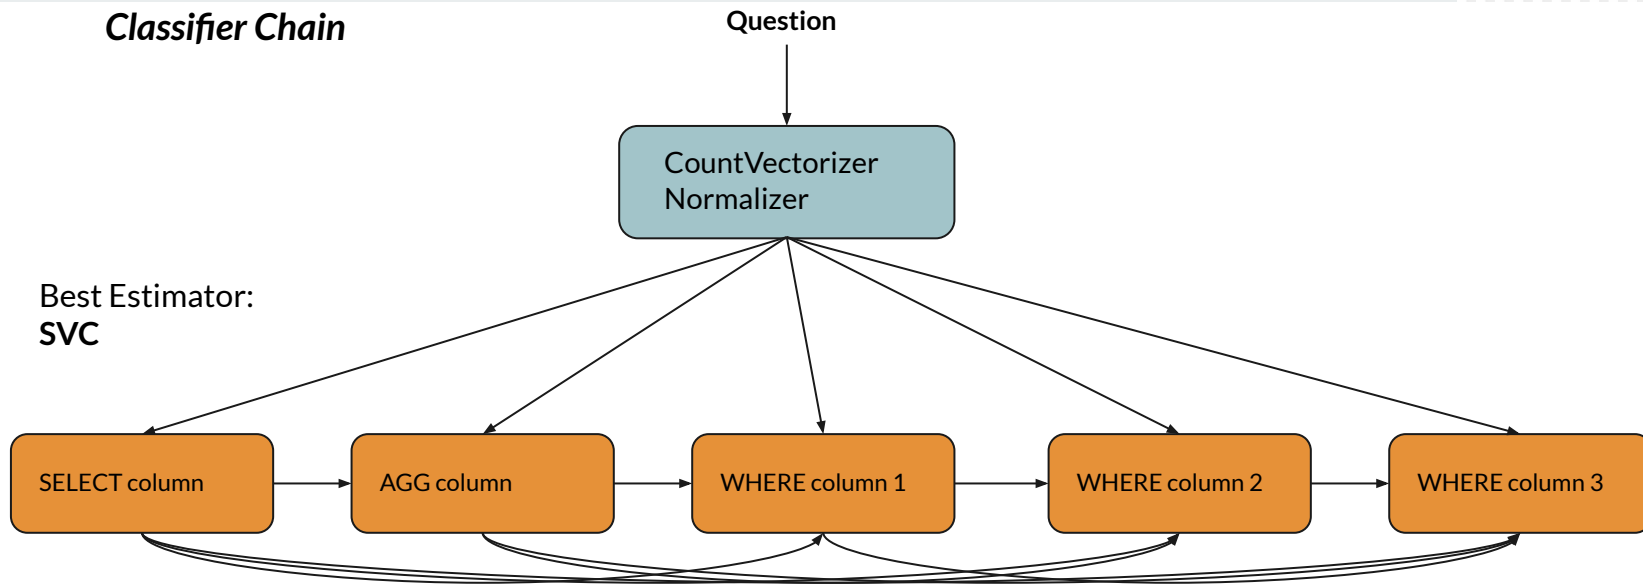 Classifier Chain
Question
CountVectorizer
Normalizer
Best Estimator:
SVC
SELECT column
AGG column
WHERE column 1
WHERE column 2
WHERE column 3